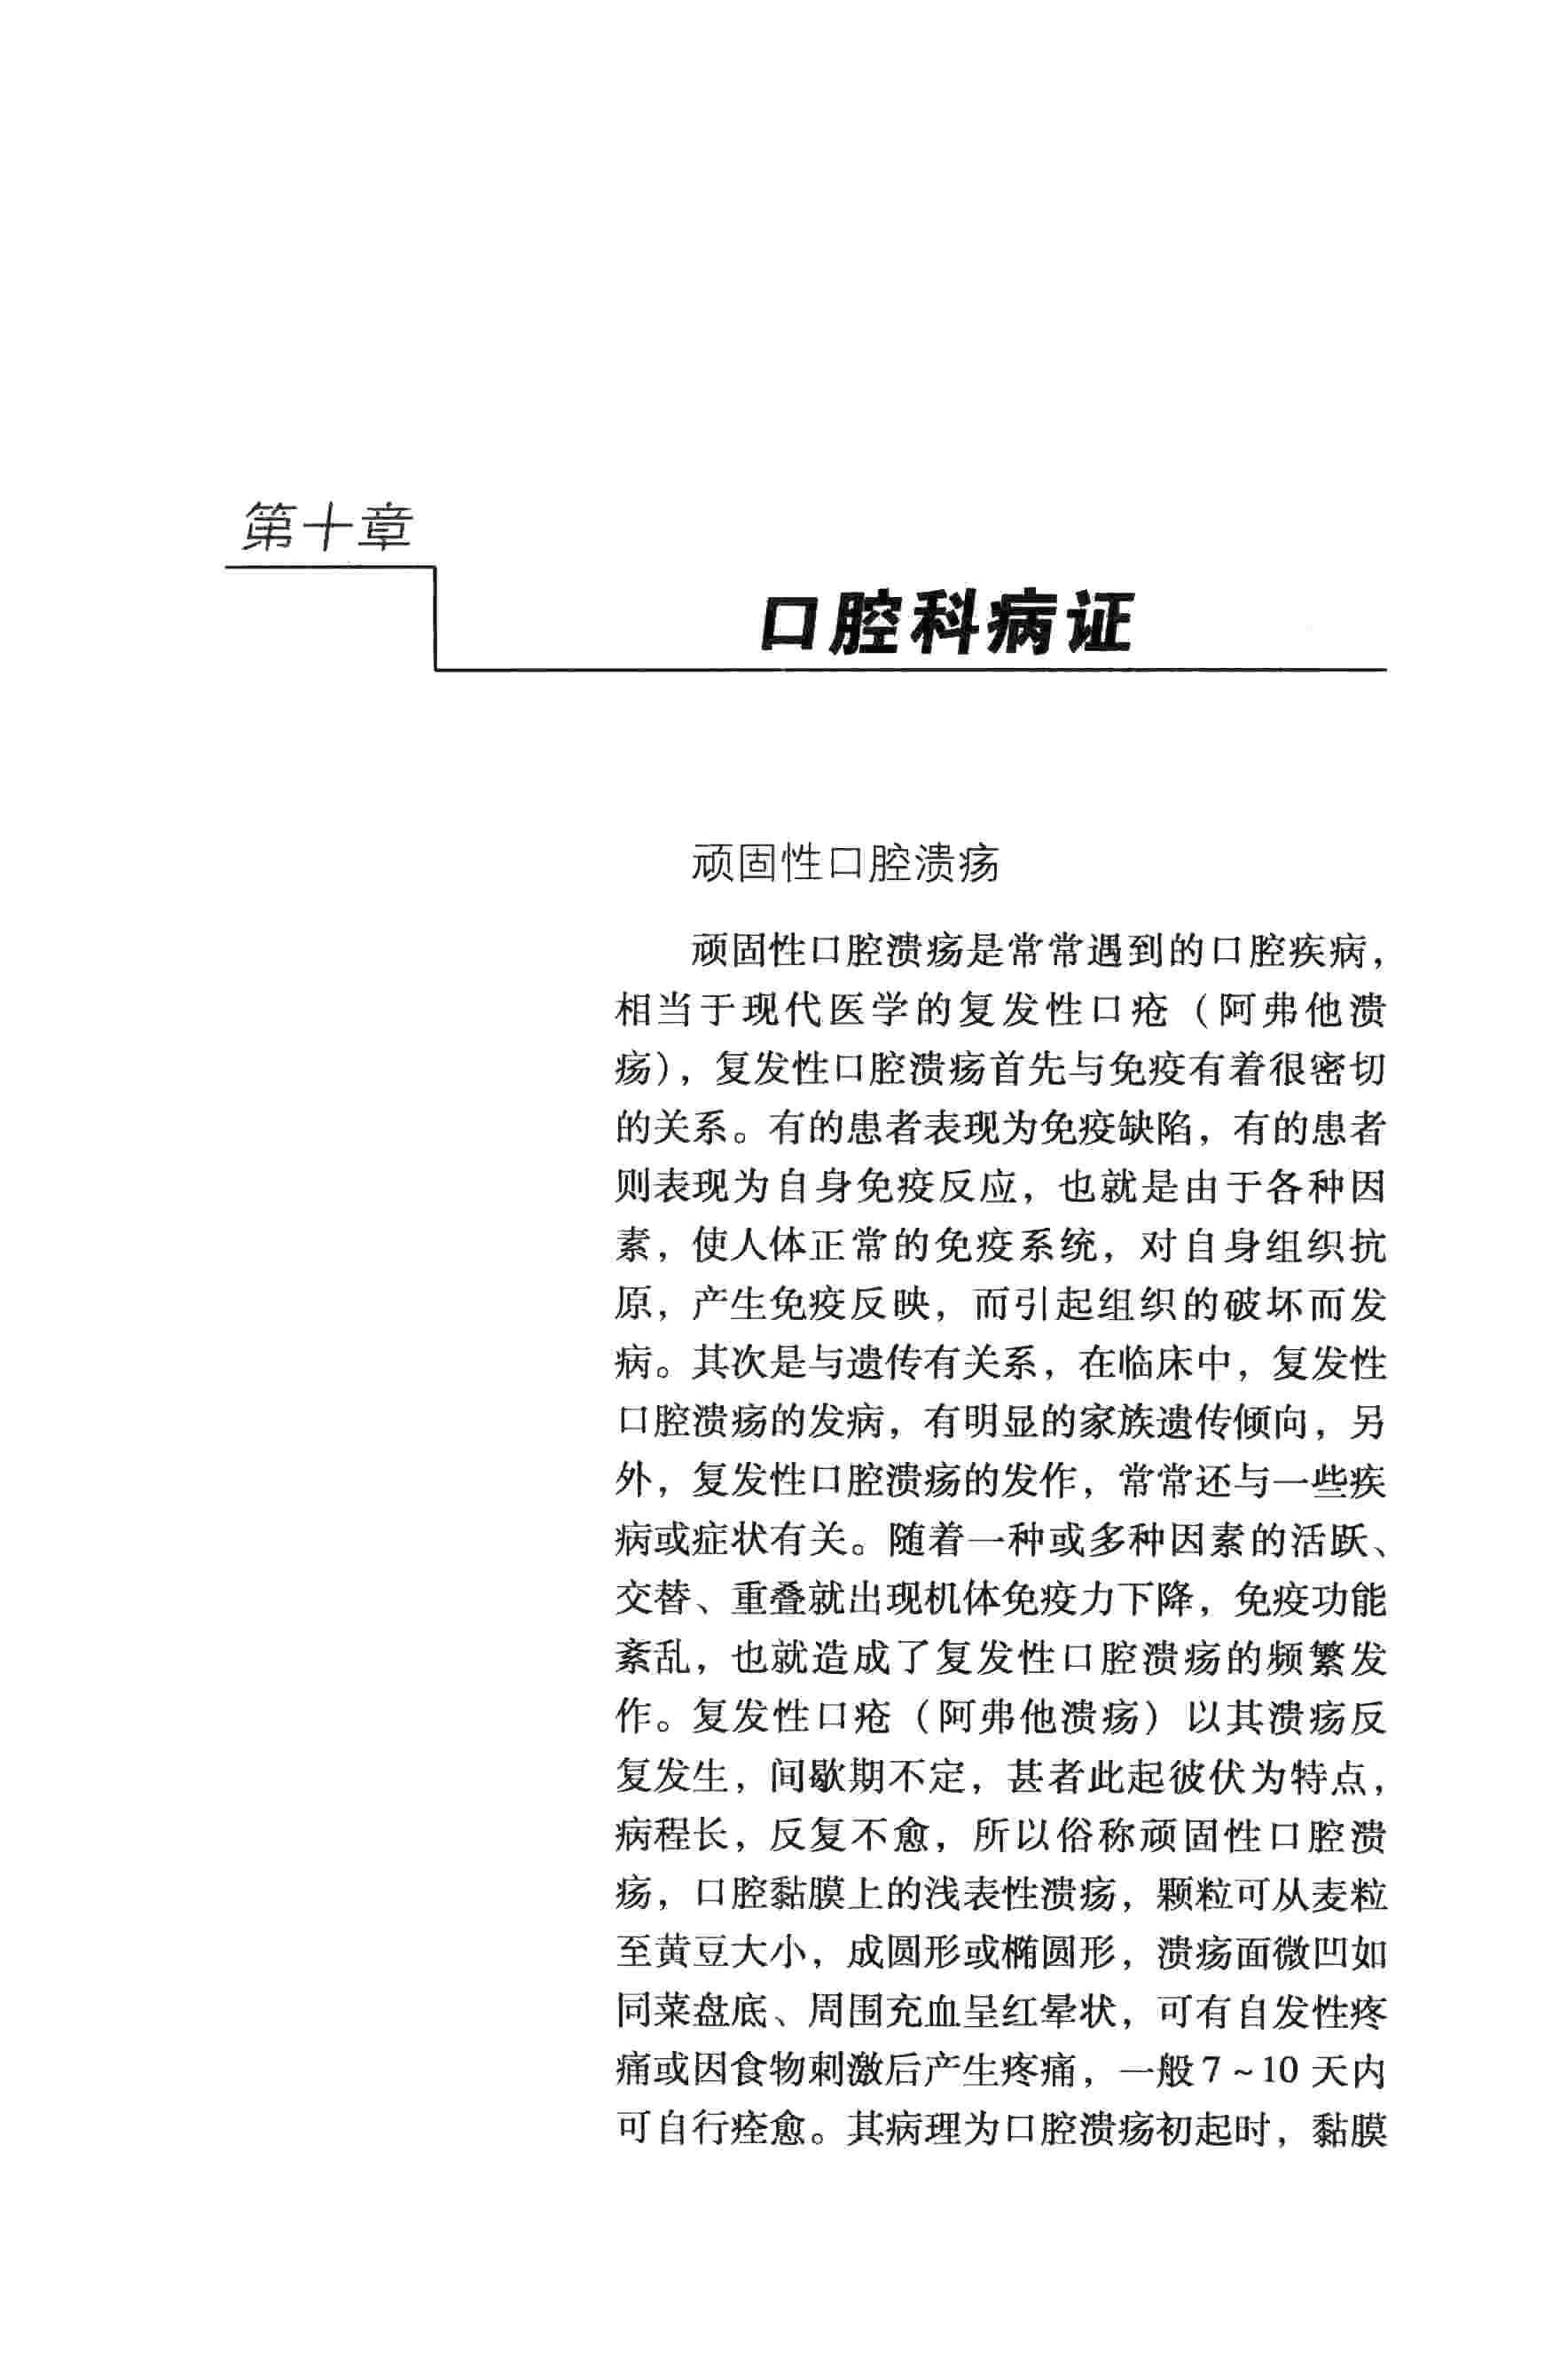 第十章
口腔科病证
顽固性口腔溃疡
顽固性口腔溃疡是常常遇到的口腔疾病，
相当于现代医学的复发性口疮（阿弗他溃
疡），复发性口腔溃疡首先与免疫有着很密切
的关系。有的患者表现为免疫缺陷，有的患者
则表现为自身免疫反应，也就是由于各种因
素，使人体正常的免疫系统，对自身组织抗
原，产生免疫反映，而引起组织的破坏而发
病。其次是与遗传有关系，在临床中，复发性
口腔溃疡的发病，有明显的家族遗传倾向，另
外，复发性口腔溃疡的发作，常常还与一些疾
病或症状有关。随着一种或多种因素的活跃、
交替、重叠就出现机体免疫力下降，免疫功能
紊乱，也就造成了复发性口腔溃疡的频繁发
作。复发性口疮（阿弗他溃疡）以其溃疡反
复发生，间歇期不定，甚者此起彼伏为特点，
病程长，反复不愈，所以俗称顽固性口腔溃
疡，口腔黏膜上的浅表性溃疡，颗粒可从麦粒
至黄豆大小，成圆形或椭圆形，溃疡面微凹如
同菜盘底、周围充血呈红晕状，可有自发性疼
痛或因食物刺激后产生疼痛，一般7～10天内
可自行痊愈。其病理为口腔溃疡初起时，黏膜